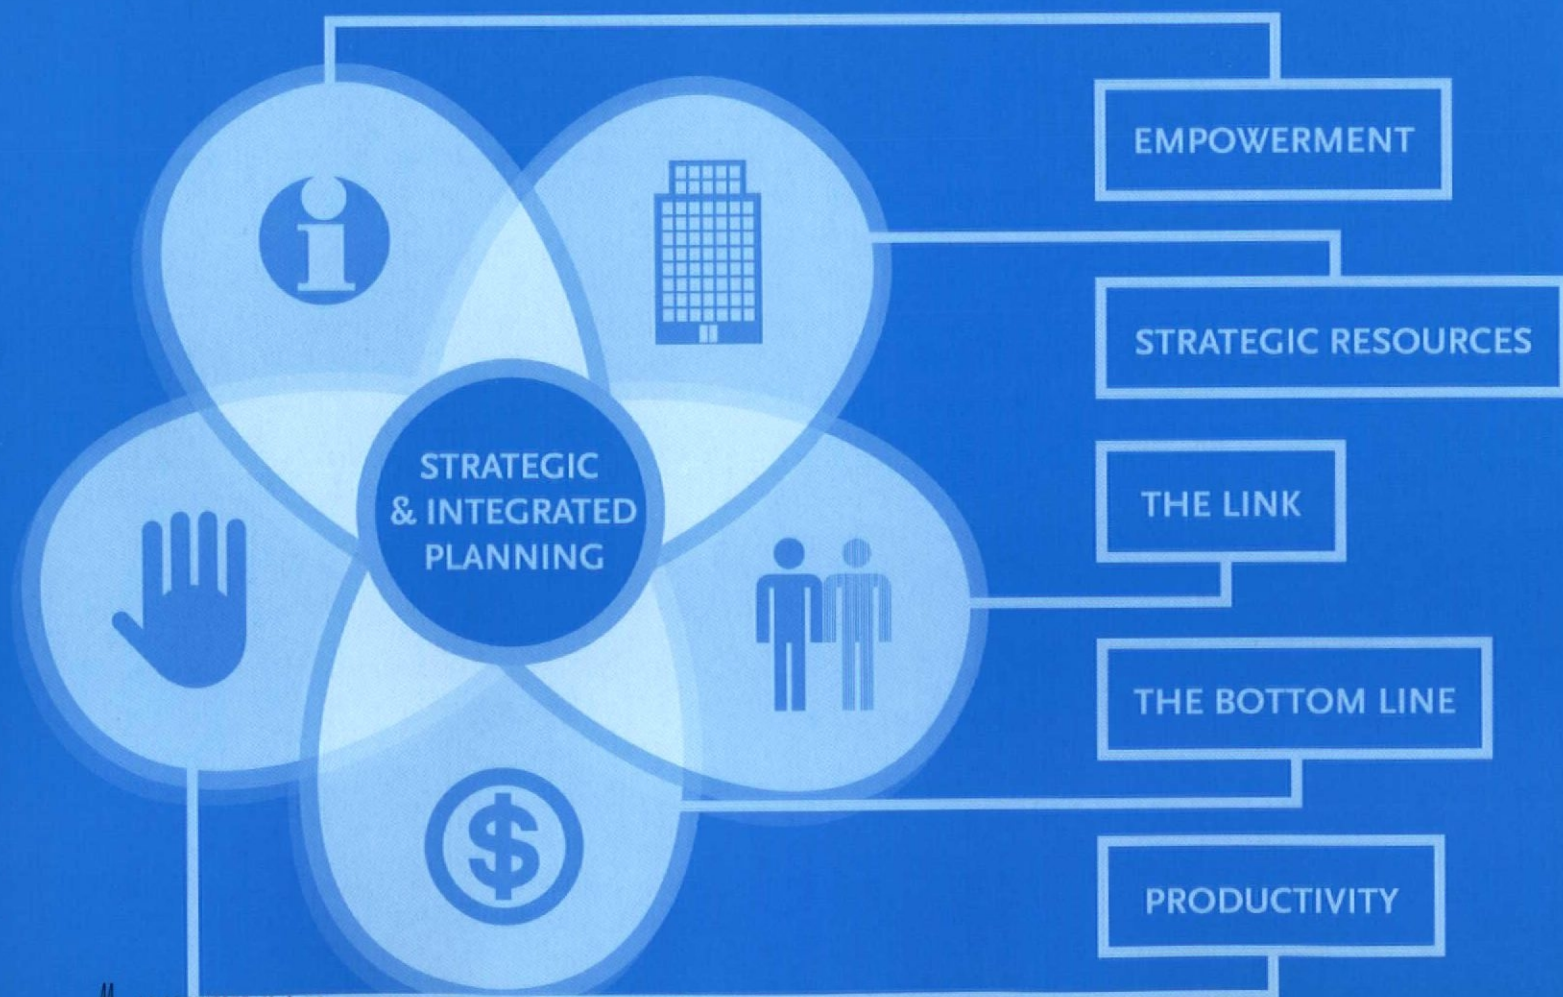 EMPOWERMENT
STRATEGIC RESOURCES
STRATEGIC
& INTEGRATED
PLANNING
THE LINK
THE BOTTOM LINE
PRODUCTIVITY